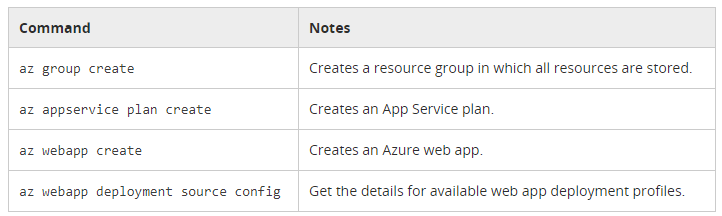 Command Notes
az group create Creates a resource group in which all resources are stored.
az appservice plan create Creates an App Service plan.
az webapp create Creates an Azure web app.
az webapp deployment source config Get the details for available web app deployment profiles.